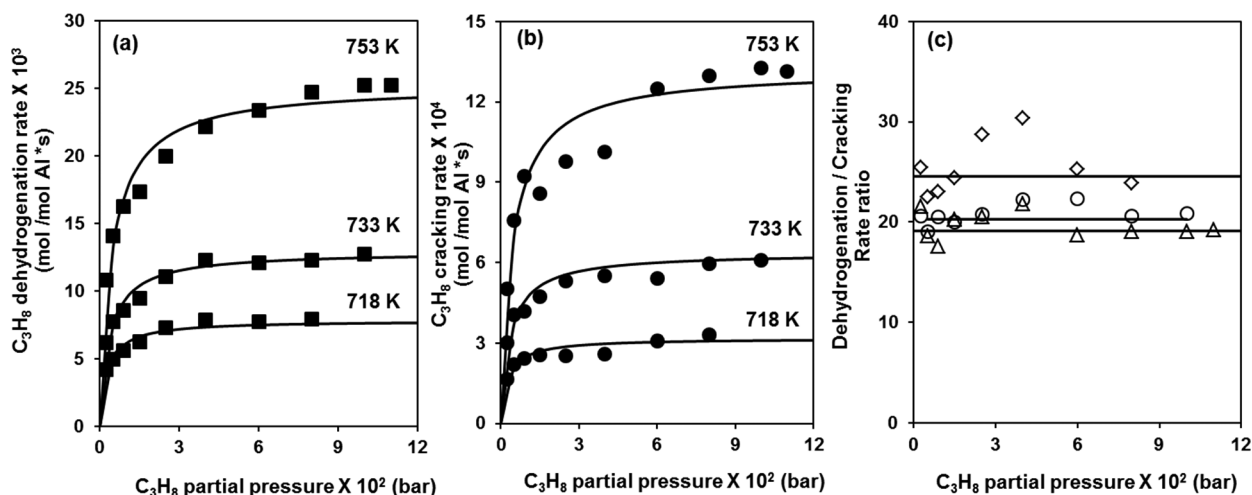 (a)
753 K
733 K
718 K
C₃H₈ dehydrogenation rate X 10³
(mol /mol Al *s)
30
25
20
15
10
5
0
0 3 6 9 12
C₃H₈ partial pressure X 10² (bar)
(b)
753 K
733 K
718 K
C₃H₈ cracking rate X 10⁴
(mol/mol Al *s)
15
12
9
6
3
0
0 3 6 9 12
C₃H₈ partial pressure X 10² (bar)
(c)
Dehydrogenation / Cracking
Rate ratio
40
30
20
10
0
0 3 6 9 12
C₃H₈ partial pressure X 10² (bar)